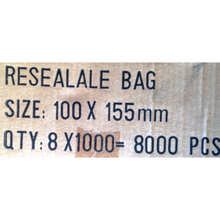 RESEALALE BAG
SIZE: 100 X 155mm
QTY: 8 X1000= 8000 PCS